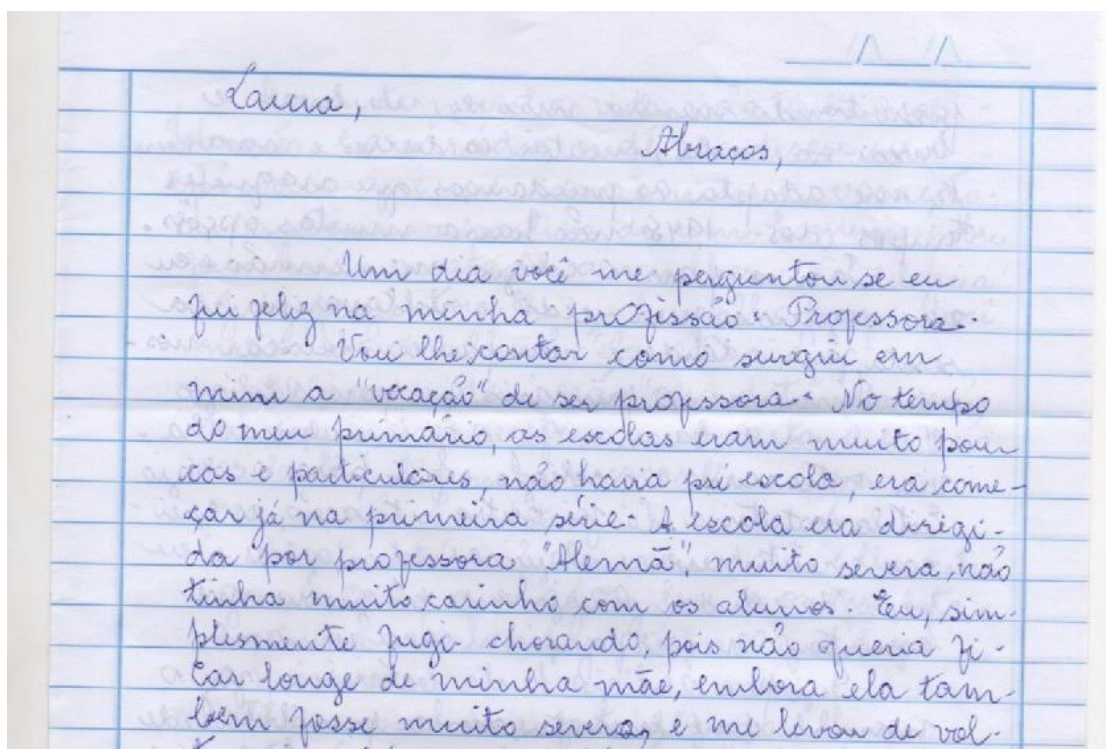 Laura,
Abraços,
Um dia você me perguntou se eu
fui feliz na minha profissão. Professora.
Vou lhe contar como surgiu em
mim a "vocação" de ser professora. No tempo
do meu primário, as escolas eram muito pou-
cas e particulares, não havia pré escola, era come-
çar já na primeira série. A escola era dirigi-
da por professora "Alemã", muito severa, não
tinha muito carinho com os alunos. Eu, sim-
plesmente fugi chorando, pois não queria fi-
car longe de minha mãe, embora ela tam-
bém fosse muito severa, e me levou de vol-